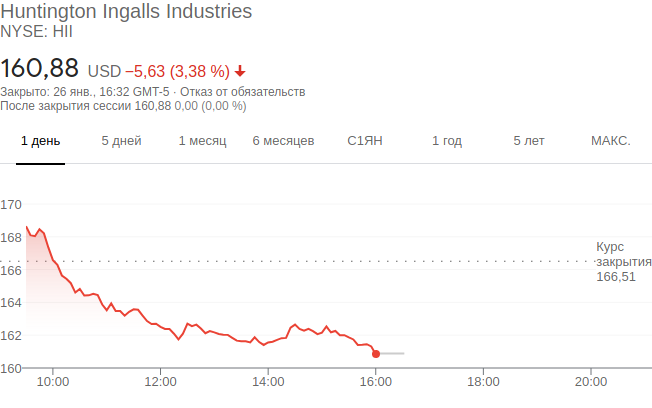 Huntington Ingalls Industries
NYSE: HII
160,88 USD −5,63 (3,38 %)
Закрыто: 26 янв., 16:32 GMT-5 · Отказ от обязательств
После закрытия сессии 160,88 0,00 (0,00 %)
1 день 5 дней 1 месяц 6 месяцев С1ЯН 1 год 5 лет МАКС.
170
168
Курс
закрытия
166,51
166
164
162
160
10:00 12:00 14:00 16:00 18:00 20:00